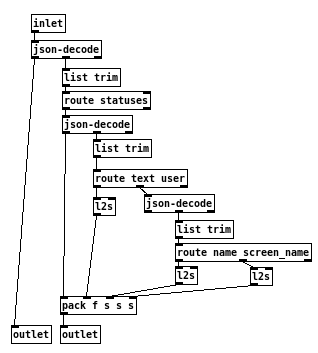 inlet
json-decode
list trim
route statuses
json-decode
list trim
route text user
l2s
json-decode
list trim
route name screen_name
l2s
l2s
pack f s s s
outlet
outlet